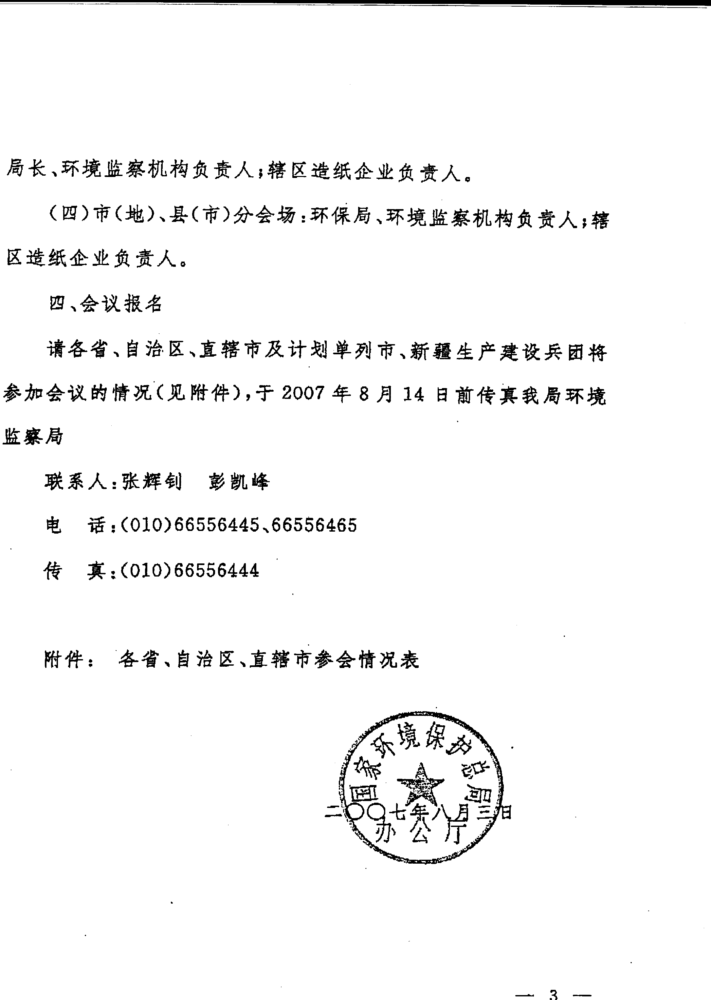 局长、环境监察机构负责人;辖区造纸企业负责人。
(四)市(地)、县(市)分会场:环保局、环境监察机构负责人;辖
区造纸企业负责人。
四、会议报名
请各省、自治区、直辖市及计划单列市、新疆生产建设兵团将
参加会议的情况(见附件),于 2007 年 8 月 14 日前传真我局环境
监察局
联系人:张辉钊 彭凯峰
电 话:(010)66556445、66556465
传 真:(010)66556444
附件: 各省、自治区、直辖市参会情况表
国家环境保护总局
二〇〇七年八月三日
办公厅
— 3 —